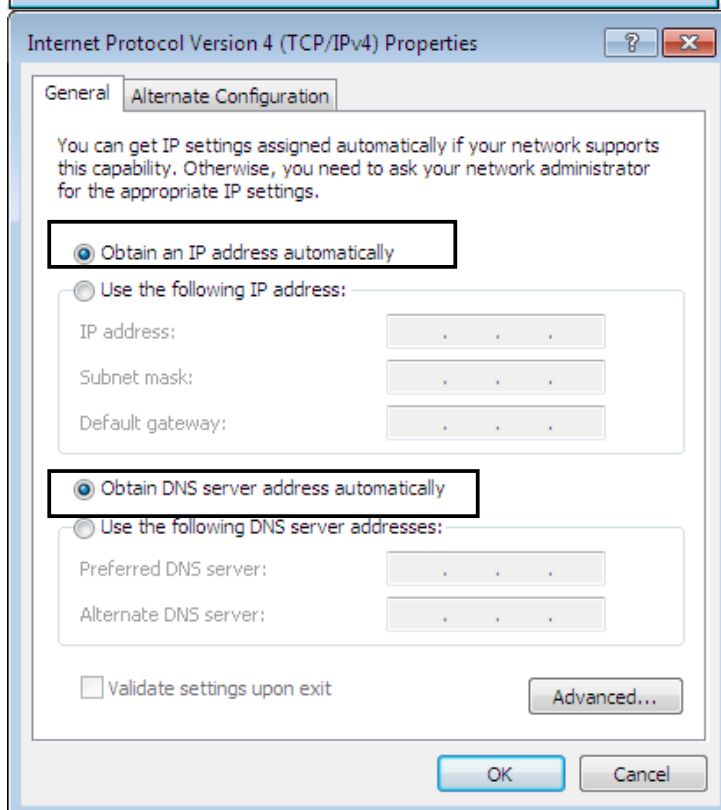 Internet Protocol Version 4 (TCP/IPv4) Properties
General
Alternate Configuration
You can get IP settings assigned automatically if your network supports
this capability. Otherwise, you need to ask your network administrator
for the appropriate IP settings.
Obtain an IP address automatically
Use the following IP address:
IP address:
Subnet mask:
Default gateway:
Obtain DNS server address automatically
Use the following DNS server addresses:
Preferred DNS server:
Alternate DNS server:
Validate settings upon exit
Advanced...
OK
Cancel